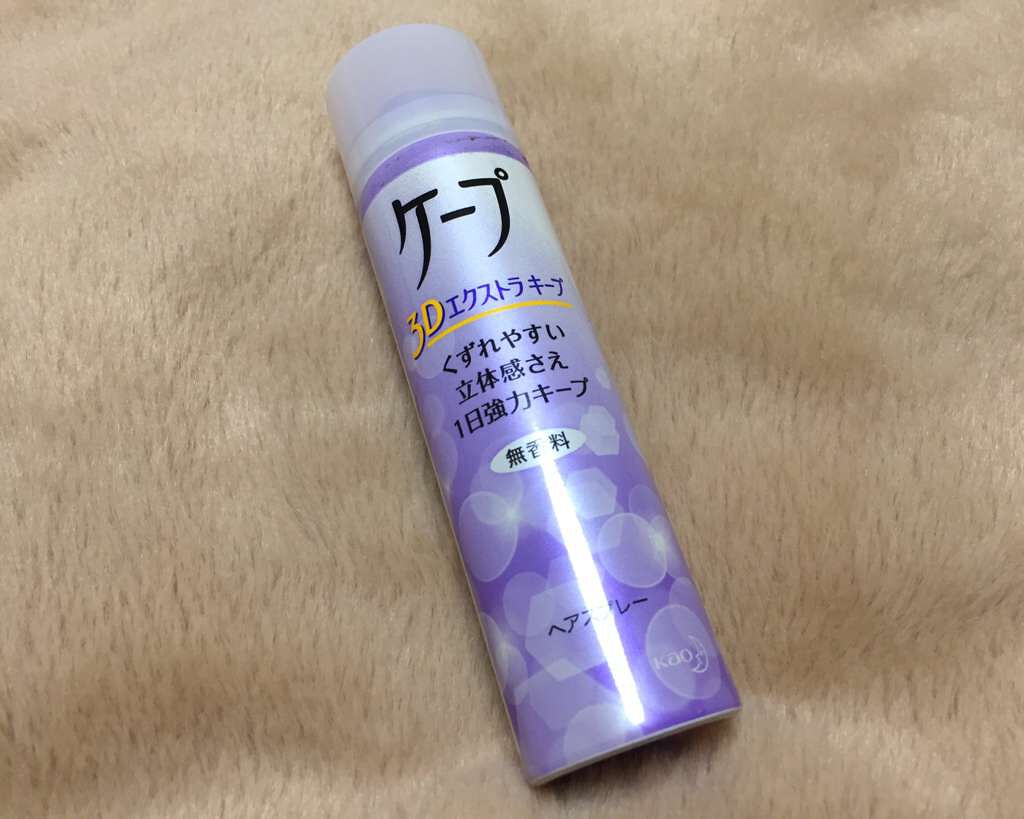 ケープ
3Dエクストラキープ
くずれやすい
立体感さえ
1日強力キープ
無香料
ヘアスプレー
Kao